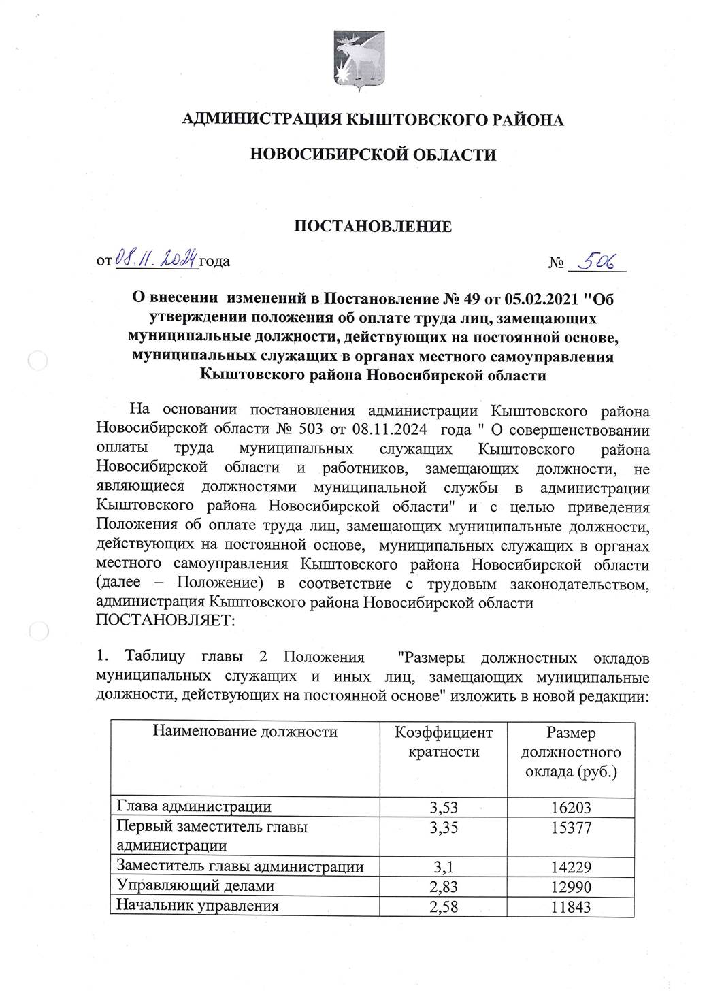 АДМИНИСТРАЦИЯ КЫШТОВСКОГО РАЙОНА
НОВОСИБИРСКОЙ ОБЛАСТИ
ПОСТАНОВЛЕНИЕ
от 08.11.2024 года № 506
О внесении изменений в Постановление № 49 от 05.02.2021 "Об
утверждении положения об оплате труда лиц, замещающих
муниципальные должности, действующих на постоянной основе,
муниципальных служащих в органах местного самоуправления
Кыштовского района Новосибирской области
На основании постановления администрации Кыштовского района
Новосибирской области № 503 от 08.11.2024 года " О совершенствовании
оплаты труда муниципальных служащих Кыштовского района
Новосибирской области и работников, замещающих должности, не
являющиеся должностями муниципальной службы в администрации
Кыштовского района Новосибирской области" и с целью приведения
Положения об оплате труда лиц, замещающих муниципальные должности,
действующих на постоянной основе, муниципальных служащих в органах
местного самоуправления Кыштовского района Новосибирской области
(далее – Положение) в соответствие с трудовым законодательством,
администрация Кыштовского района Новосибирской области
ПОСТАНОВЛЯЕТ:
1. Таблицу главы 2 Положения "Размеры должностных окладов
муниципальных служащих и иных лиц, замещающих муниципальные
должности, действующих на постоянной основе" изложить в новой редакции:
Наименование должности Коэффициент Размер
кратности должностного
оклада (руб.)
Глава администрации 3,53 16203
Первый заместитель главы 3,35 15377
администрации
Заместитель главы администрации 3,1 14229
Управляющий делами 2,83 12990
Начальник управления 2,58 11843